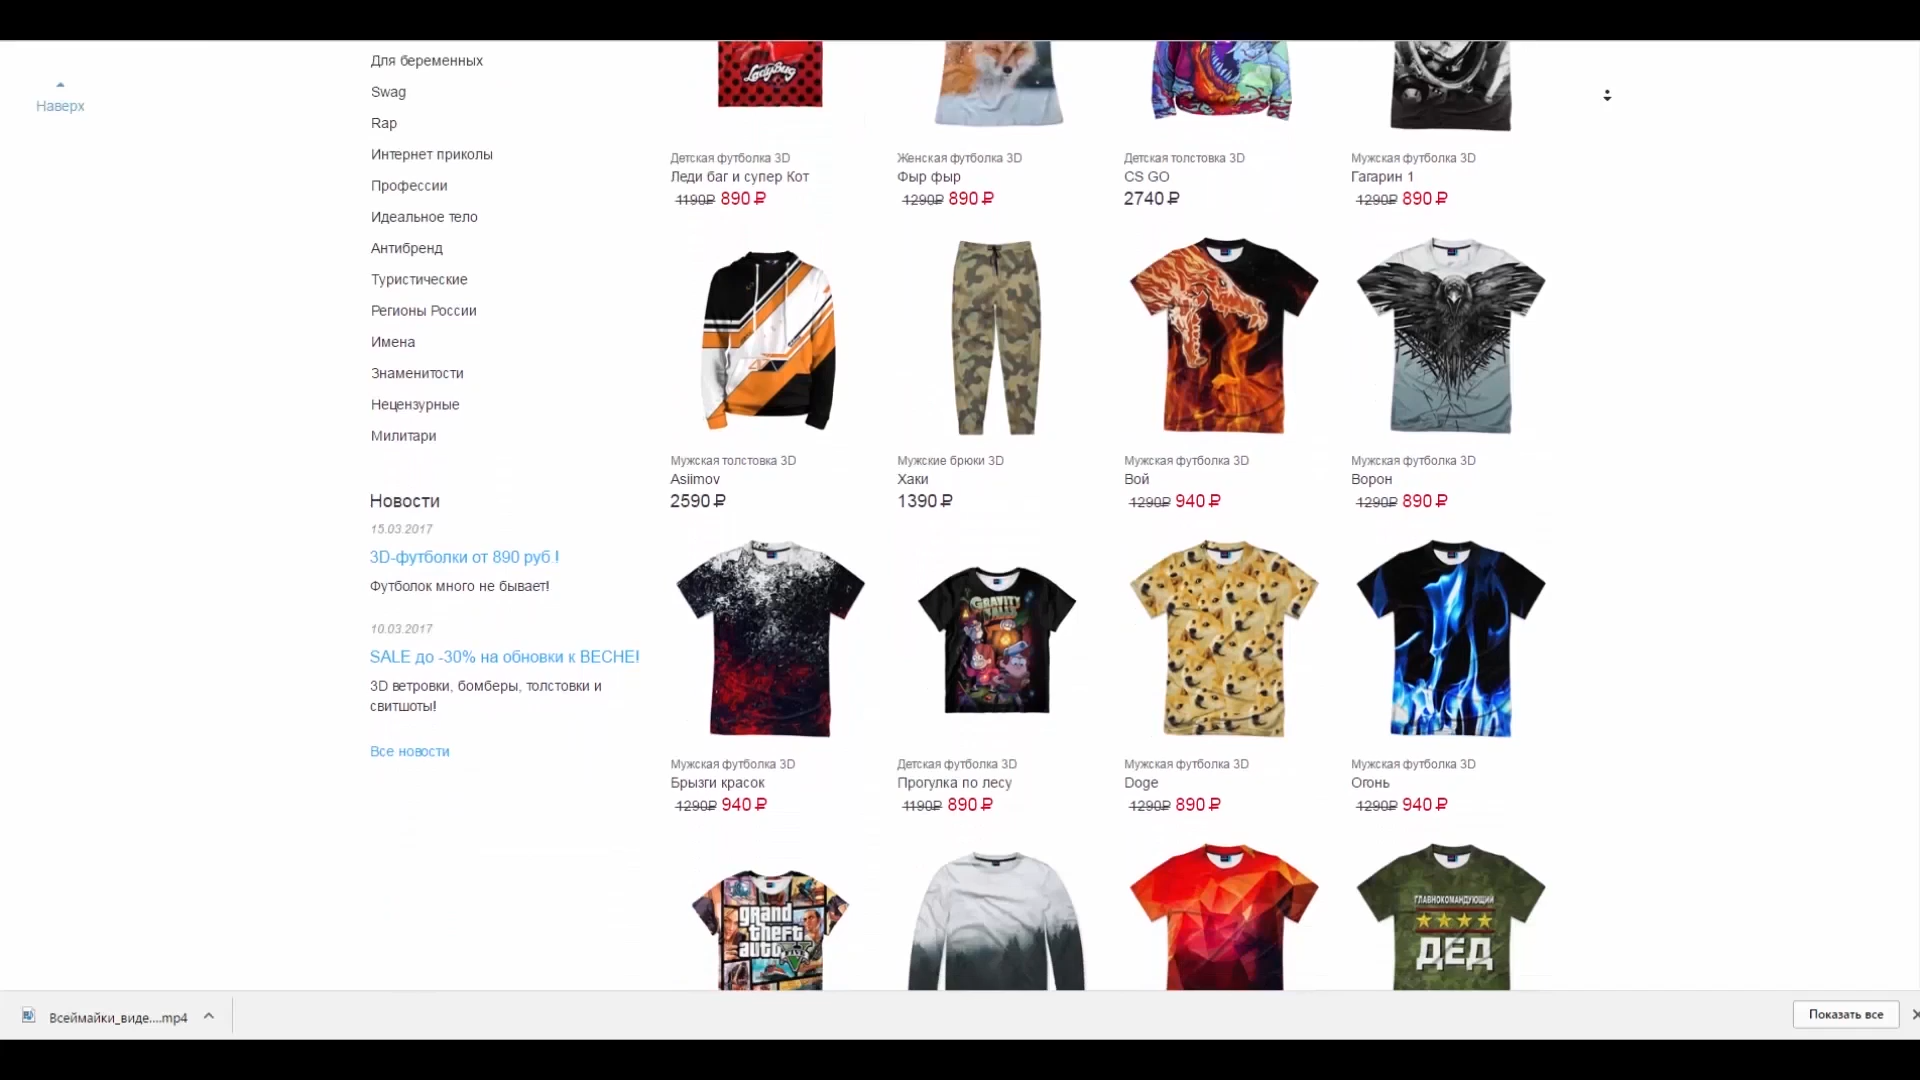 Наверх
Для беременных
Swag
Rap
Интернет приколы
Профессии
Идеальное тело
Антибренд
Туристические
Регионы России
Имена
Знаменитости
Нецензурные
Милитари
Новости
15.03.2017
3D-футболки от 890 руб.!
Футболок много не бывает!
10.03.2017
SALE до -30% на обновки к ВЕСНЕ!
3D ветровки, бомберы, толстовки и
свитшоты!
Все новости
LadyBug
Детская футболка 3D
Леди баг и супер Кот
1190₽ 890 ₽
Женская футболка 3D
Фыр фыр
1290₽ 890 ₽
Детская толстовка 3D
CS GO
2740 ₽
Мужская футболка 3D
Гагарин 1
1290₽ 890 ₽
Мужская толстовка 3D
Asiimov
2590 ₽
Мужские брюки 3D
Хаки
1390 ₽
Мужская футболка 3D
Вой
1290₽ 940 ₽
Мужская футболка 3D
Ворон
1290₽ 890 ₽
GRAVITY
FALLS
Мужская футболка 3D
Брызги красок
1290₽ 940 ₽
Детская футболка 3D
Прогулка по лесу
1190₽ 890 ₽
Мужская футболка 3D
Doge
1290₽ 890 ₽
Мужская футболка 3D
Огонь
1290₽ 940 ₽
grand
theft
auto
V
ГЛАВНОКОМАНДУЮЩИЙ
ДЕД
Всеймайки_виде....mp4
Показать все